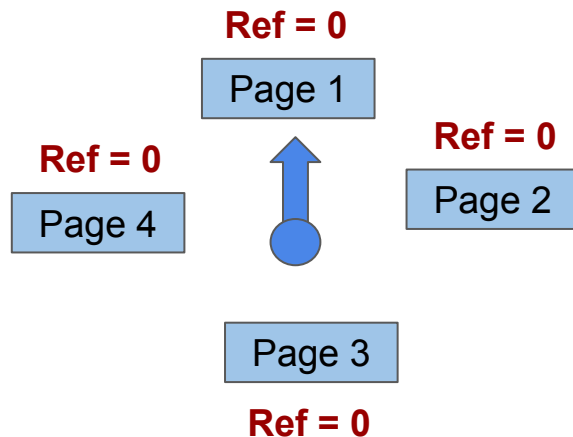 Ref = 0
Page 1
Ref = 0
Page 2
Ref = 0
Page 4
Page 3
Ref = 0